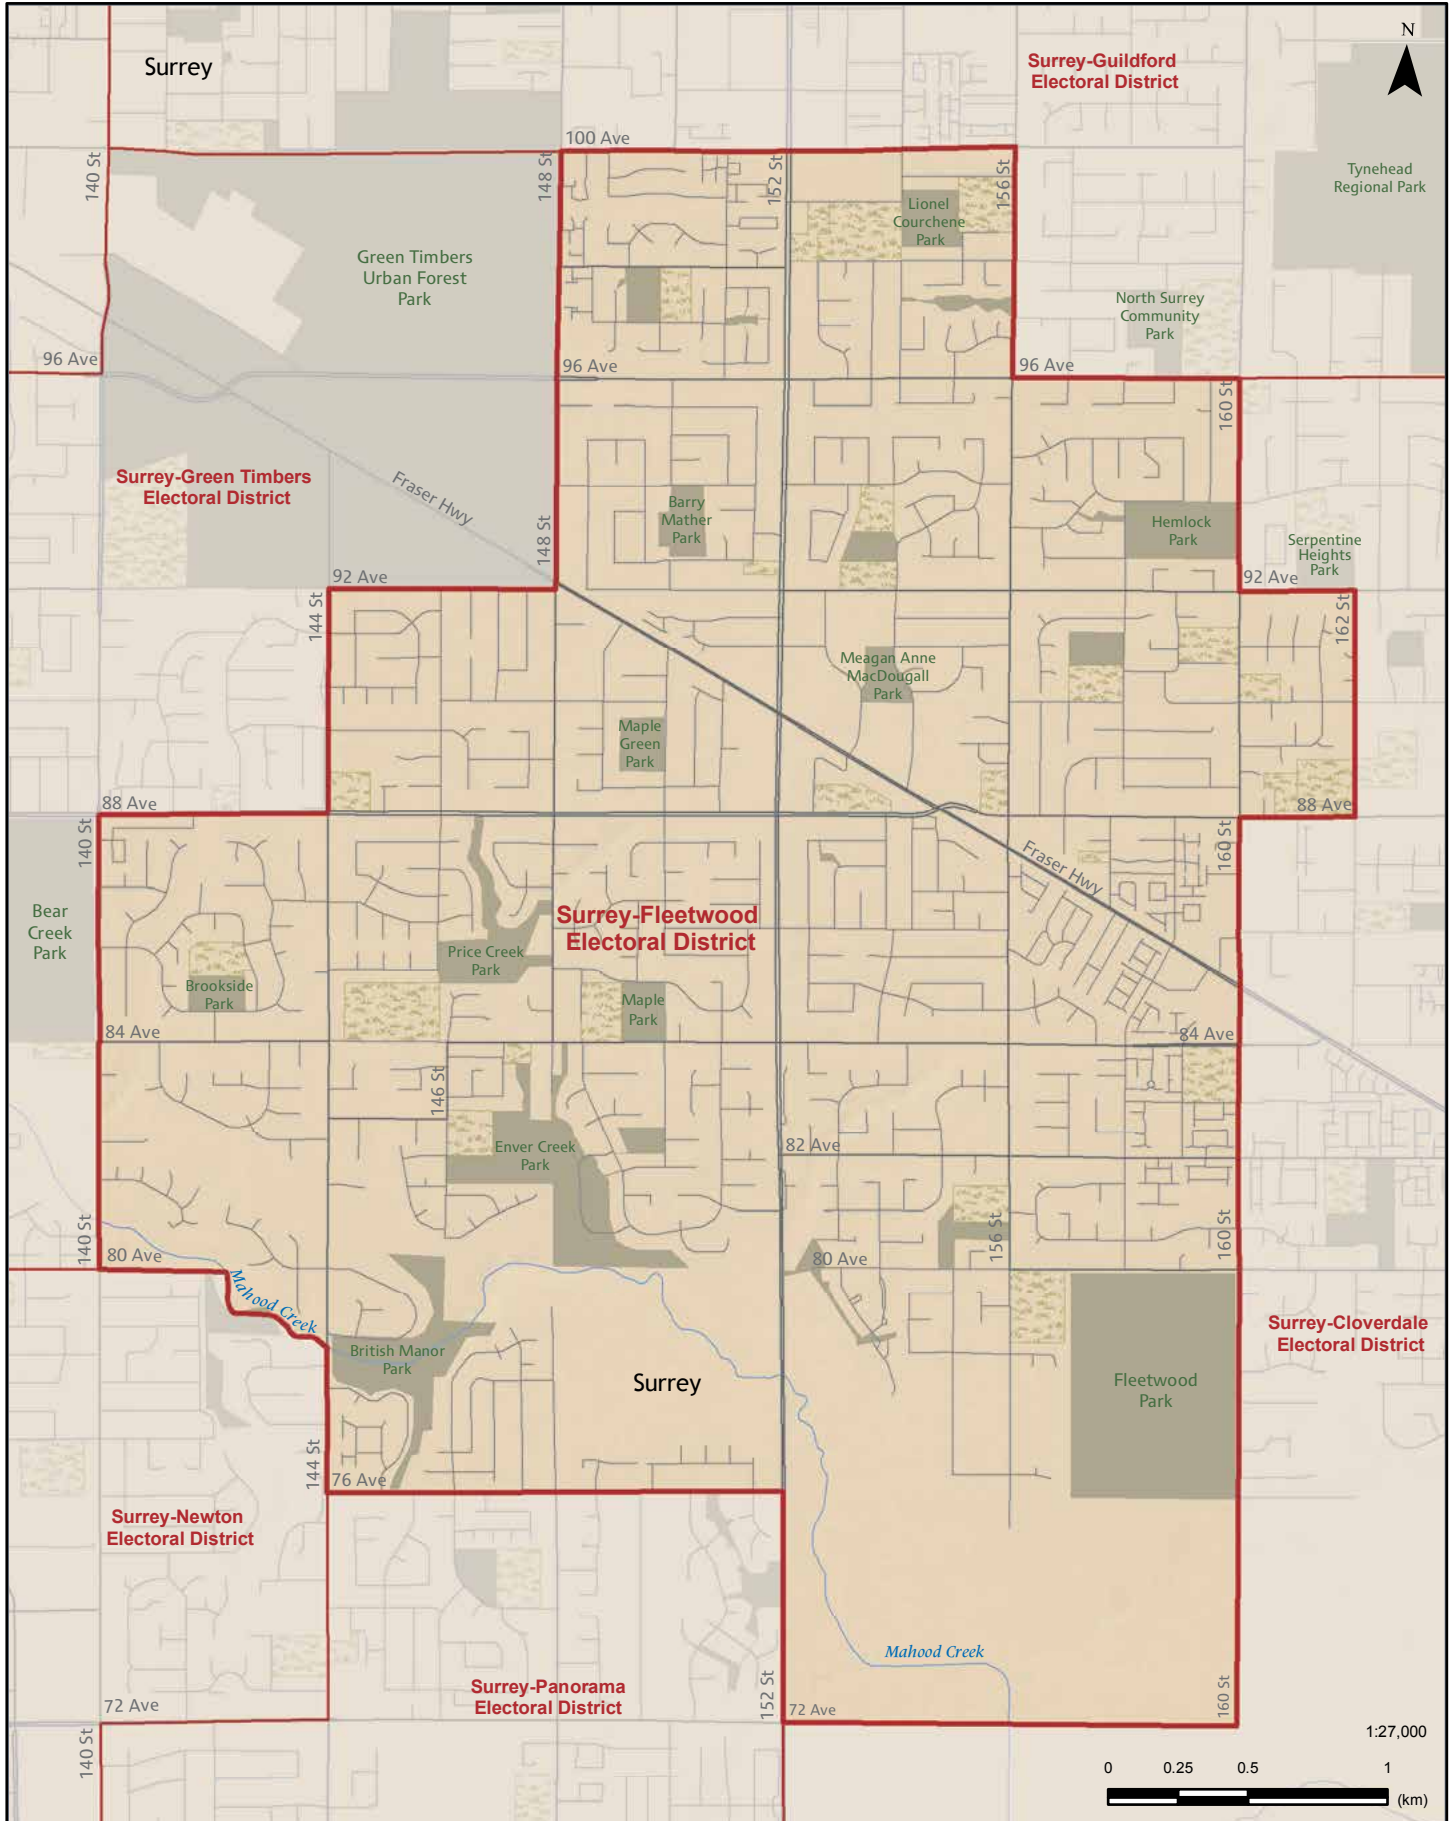 N
Surrey
Surrey-Guildford
Electoral District
100 Ave
140 St
148 St
152 St
156 St
Tynehead
Regional Park
Lionel
Courchene
Park
Green Timbers
Urban Forest
Park
North Surrey
Community
Park
96 Ave
96 Ave
96 Ave
160 St
Surrey-Green Timbers
Electoral District
Fraser Hwy
148 St
Barry
Mather
Park
Hemlock
Park
Serpentine
Heights
Park
92 Ave
92 Ave
144 St
162 St
Meagan Anne
MacDougall
Park
Maple
Green
Park
88 Ave
88 Ave
140 St
160 St
Fraser Hwy
Bear
Creek
Park
Surrey-Fleetwood
Electoral District
Price Creek
Park
Brookside
Park
Maple
Park
84 Ave
84 Ave
146 St
Enver Creek
Park
82 Ave
140 St
156 St
160 St
80 Ave
80 Ave
Mahood Creek
British Manor
Park
Surrey
Surrey-Cloverdale
Electoral District
Fleetwood
Park
144 St
76 Ave
Surrey-Newton
Electoral District
Mahood Creek
Surrey-Panorama
Electoral District
152 St
160 St
72 Ave
72 Ave
140 St
1:27,000
0 0.25 0.5 1
(km)